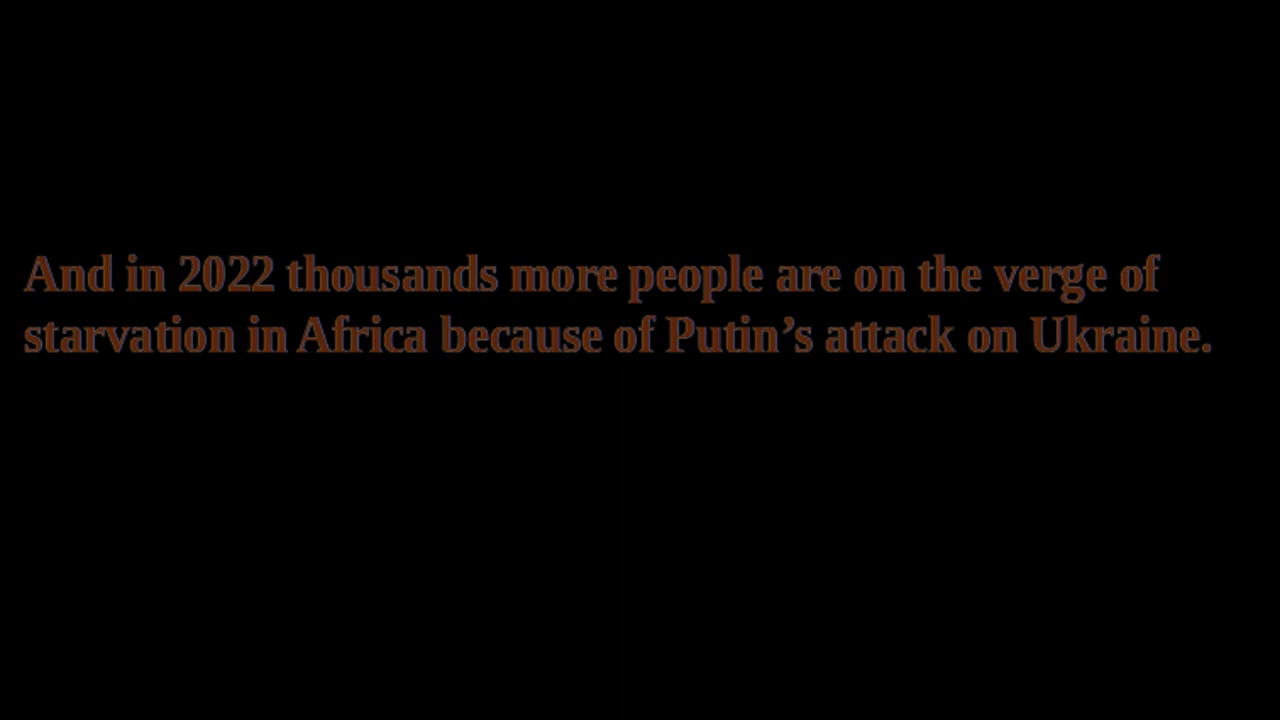 And in 2022 thousands more people are on the verge of
starvation in Africa because of Putin’s attack on Ukraine.